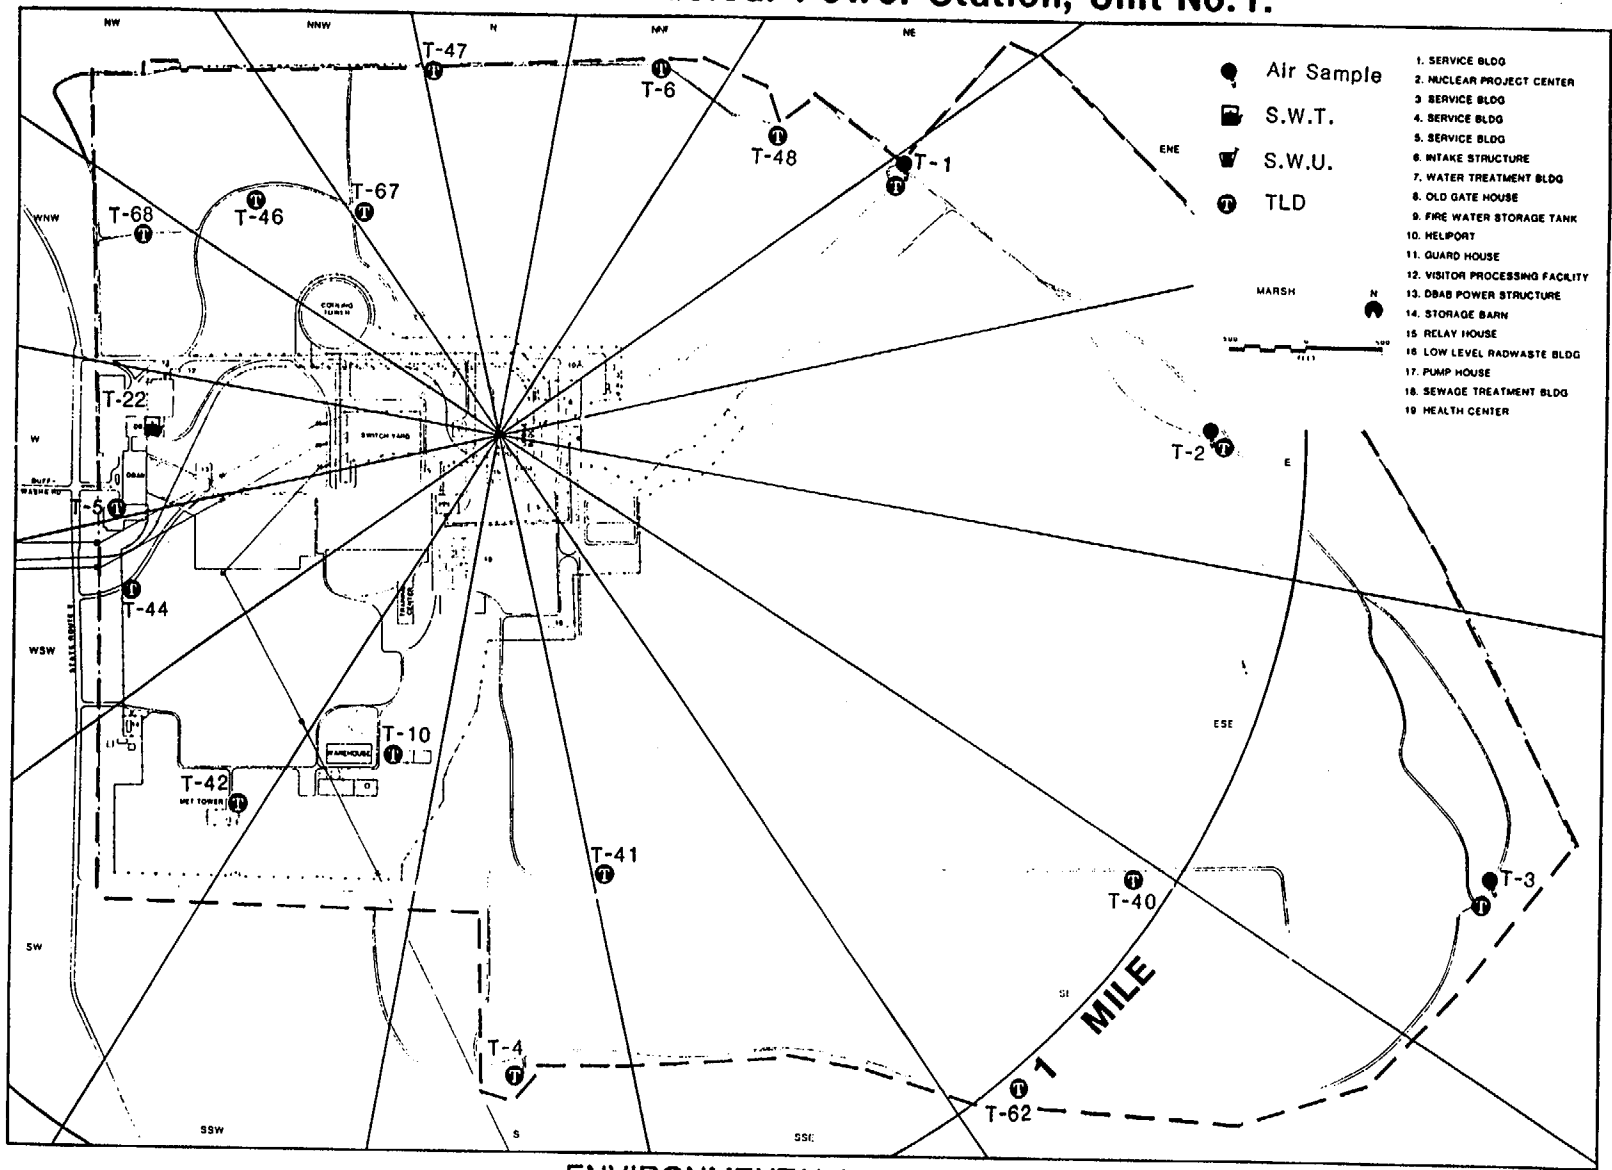 Power Station, Unit No. 1.
NW
NNW
N
NE
T-47
T-6
T-48
T-1
ENE
Air Sample
S.W.T.
S.W.U.
TLD
1. SERVICE BLDG
2. NUCLEAR PROJECT CENTER
3 SERVICE BLDG
4. SERVICE BLDG
5. SERVICE BLDG
6. INTAKE STRUCTURE
7. WATER TREATMENT BLDG
8. OLD GATE HOUSE
9. FIRE WATER STORAGE TANK
10. HELIPORT
11. GUARD HOUSE
12. VISITOR PROCESSING FACILITY
13. DBAB POWER STRUCTURE
14. STORAGE BARN
15 RELAY HOUSE
16 LOW LEVEL RADWASTE BLDG
17. PUMP HOUSE
18. SEWAGE TREATMENT BLDG
19 HEALTH CENTER
MARSH
N
500 0 500
FEET
WNW
T-68
T-46
T-67
COOLING
TOWER
T-22
SWITCH YARD
W
DBAB
T-5
T-2
E
T-44
WSW
STATE ROUTE 2
TRAINING
CENTER
ESE
T-10
WAREHOUSE
T-42
MET TOWER
T-41
T-40
T-3
SW
1 MILE
T-4
T-62
SSW
S
SSE